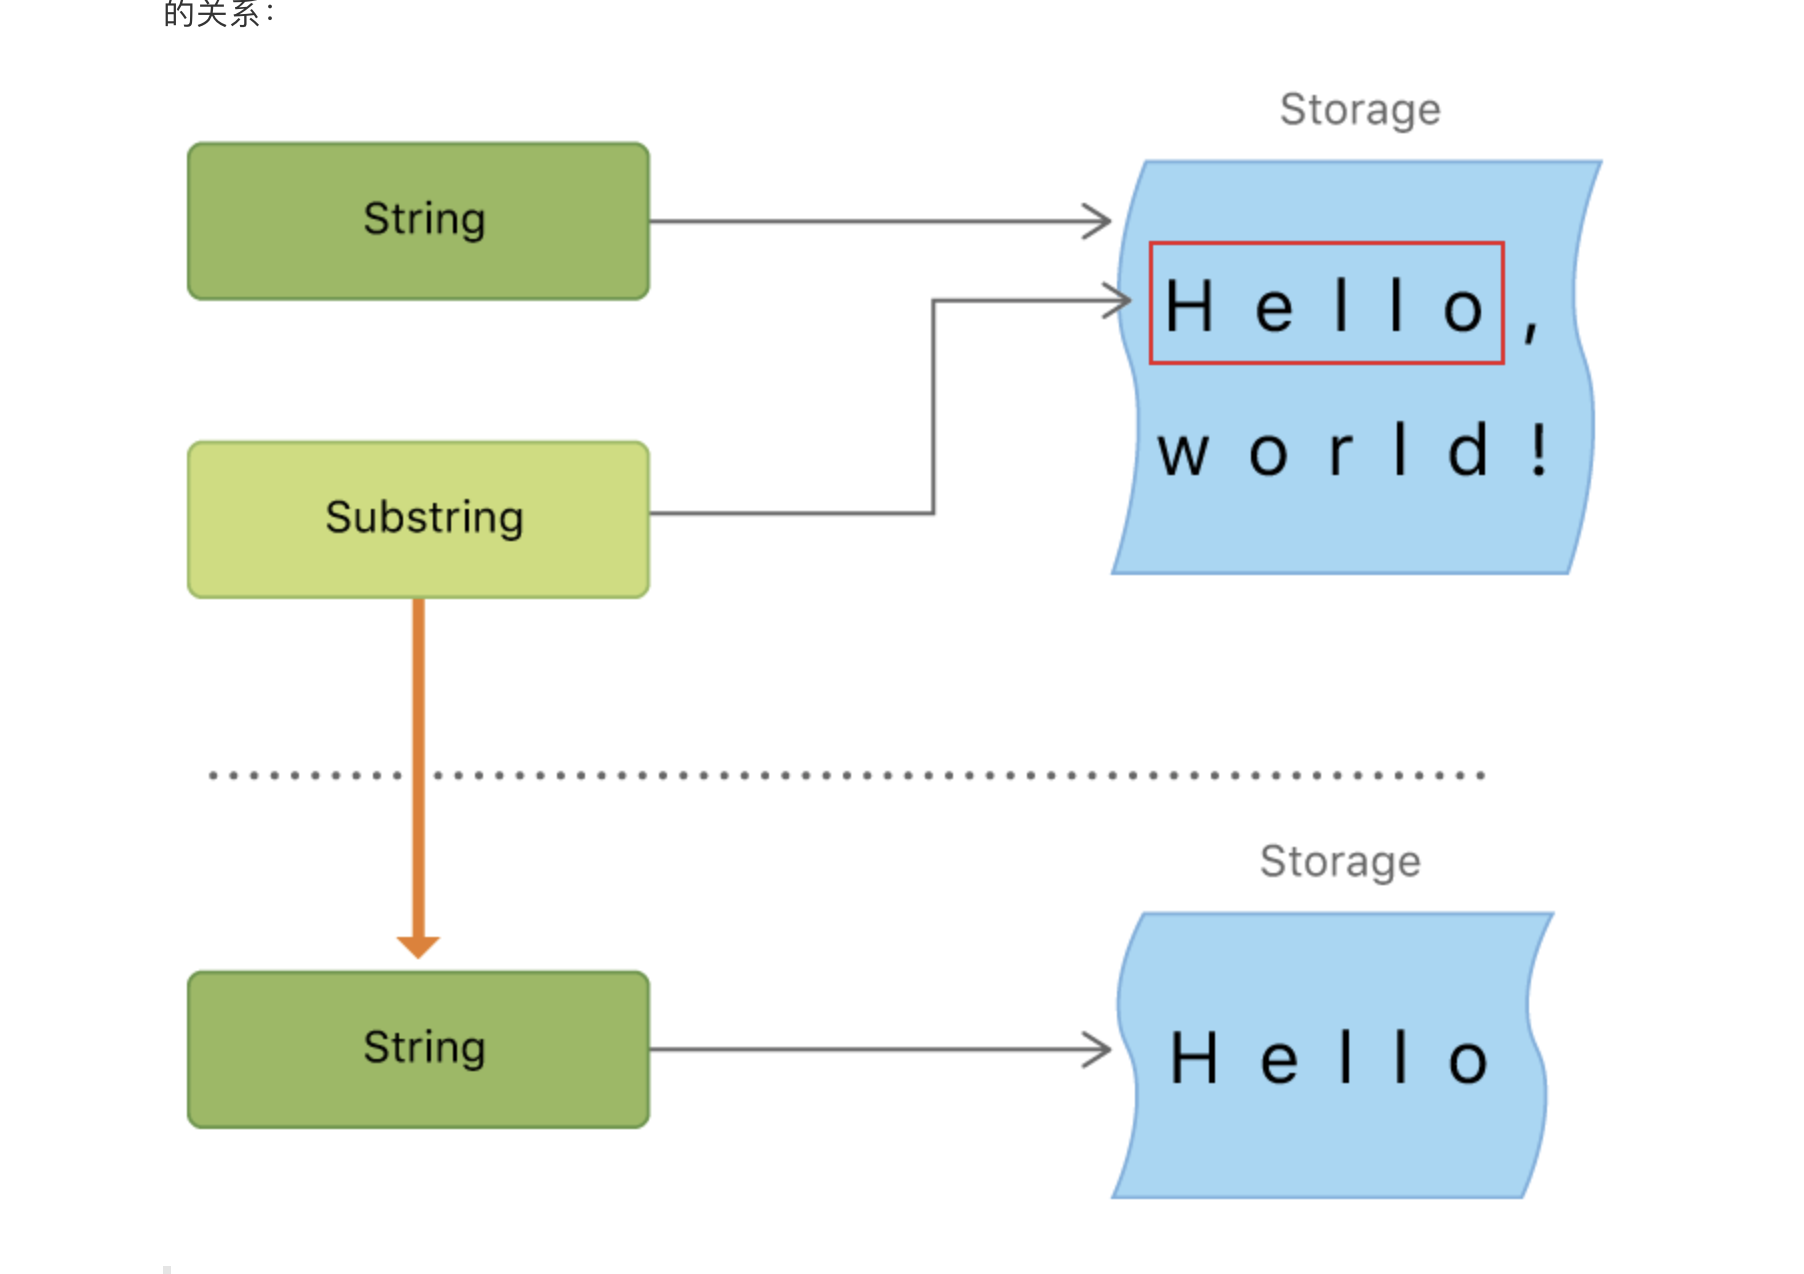 的关系：
Storage
String
H e l l o ,
Substring
w o r l d !
Storage
String
H e l l o